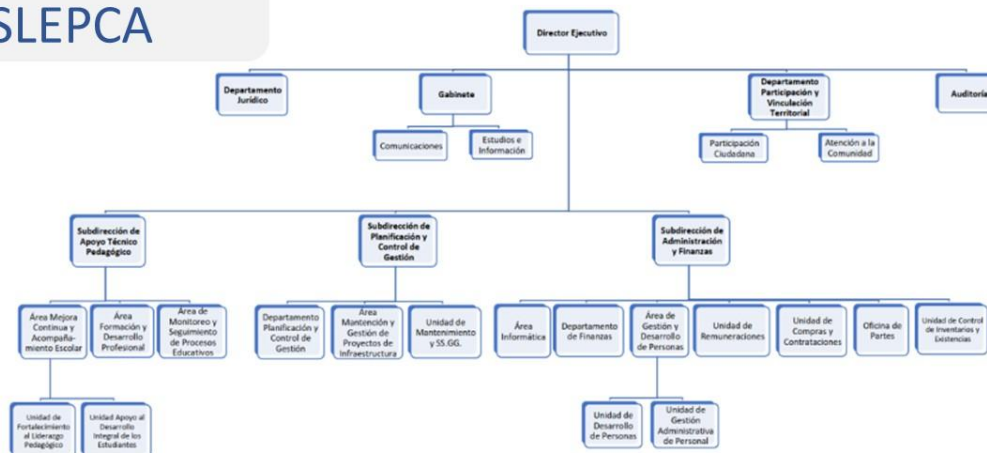 SLEPCA
Director Ejecutivo
Departamento
Jurídico
Gabinete
Departamento
Participación y
Vinculación
Territorial
Auditoría
Comunicaciones
Estudios e
Información
Participación
Ciudadana
Atención a la
Comunidad
Subdirección de
Apoyo Técnico
Pedagógico
Subdirección de
Planificación y
Control de
Gestión
Subdirección de
Administración
y Finanzas
Área Mejora
Continua y
Acompaña-
miento Escolar
Área
Formación y
Desarrollo
Profesional
Área de
Monitoreo y
Seguimiento
de Procesos
Educativos
Departamento
Planificación y
Control de
Gestión
Área
Mantención y
Gestión de
Proyectos de
Infraestructura
Unidad de
Mantenimiento
y SS.GG.
Área
Informática
Departamento
de Finanzas
Área de
Gestión y
Desarrollo
de Personas
Unidad de
Remuneraciones
Unidad de
Compras y
Contrataciones
Oficina de
Partes
Unidad de Control
de Inventarios y
Existencias
Unidad de
Fortalecimiento
al Liderazgo
Pedagógico
Unidad Apoyo al
Desarrollo
Integral de los
Estudiantes
Unidad de
Desarrollo
de Personas
Unidad de
Gestión
Administrativa
de Personal